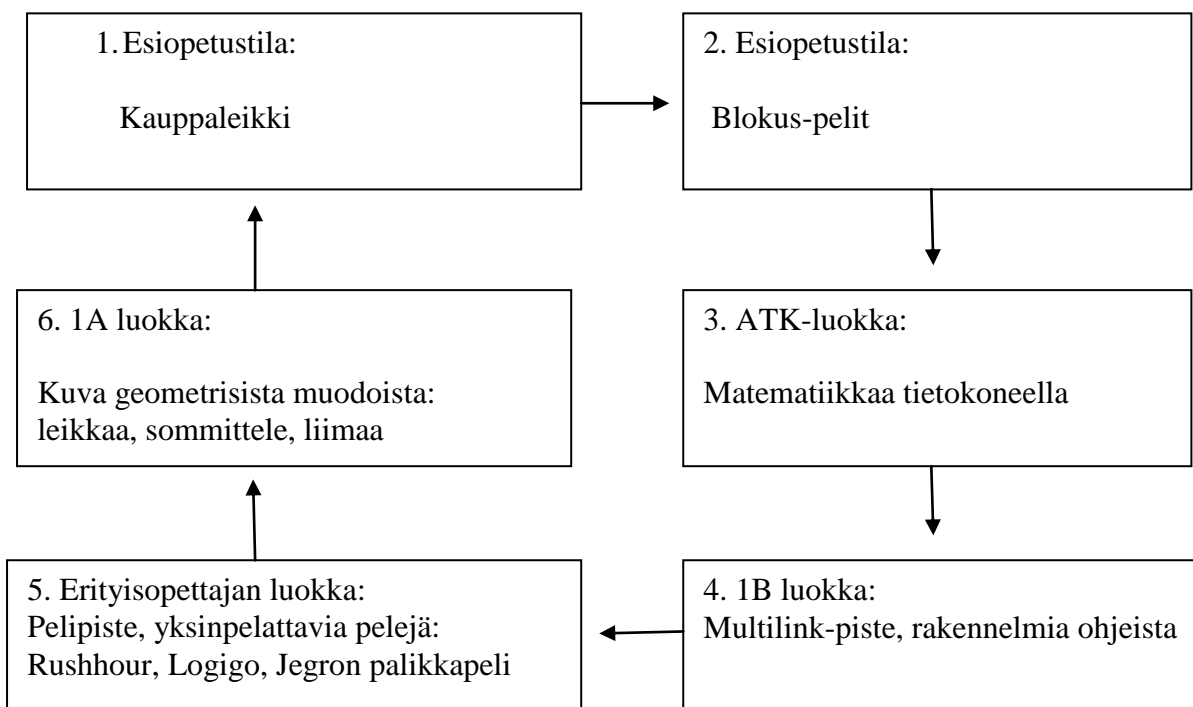 1. Esiopetustila:
Kauppaleikki
2. Esiopetustila:
Blokus-pelit
3. ATK-luokka:
Matematiikkaa tietokoneella
4. 1B luokka:
Multilink-piste, rakennelmia ohjeista
5. Erityisopettajan luokka:
Pelipiste, yksinpelattavia pelejä:
Rushhour, Logigo, Jegron palikkapeli
6. 1A luokka:
Kuva geometrisista muodoista:
leikkaa, sommittele, liimaa